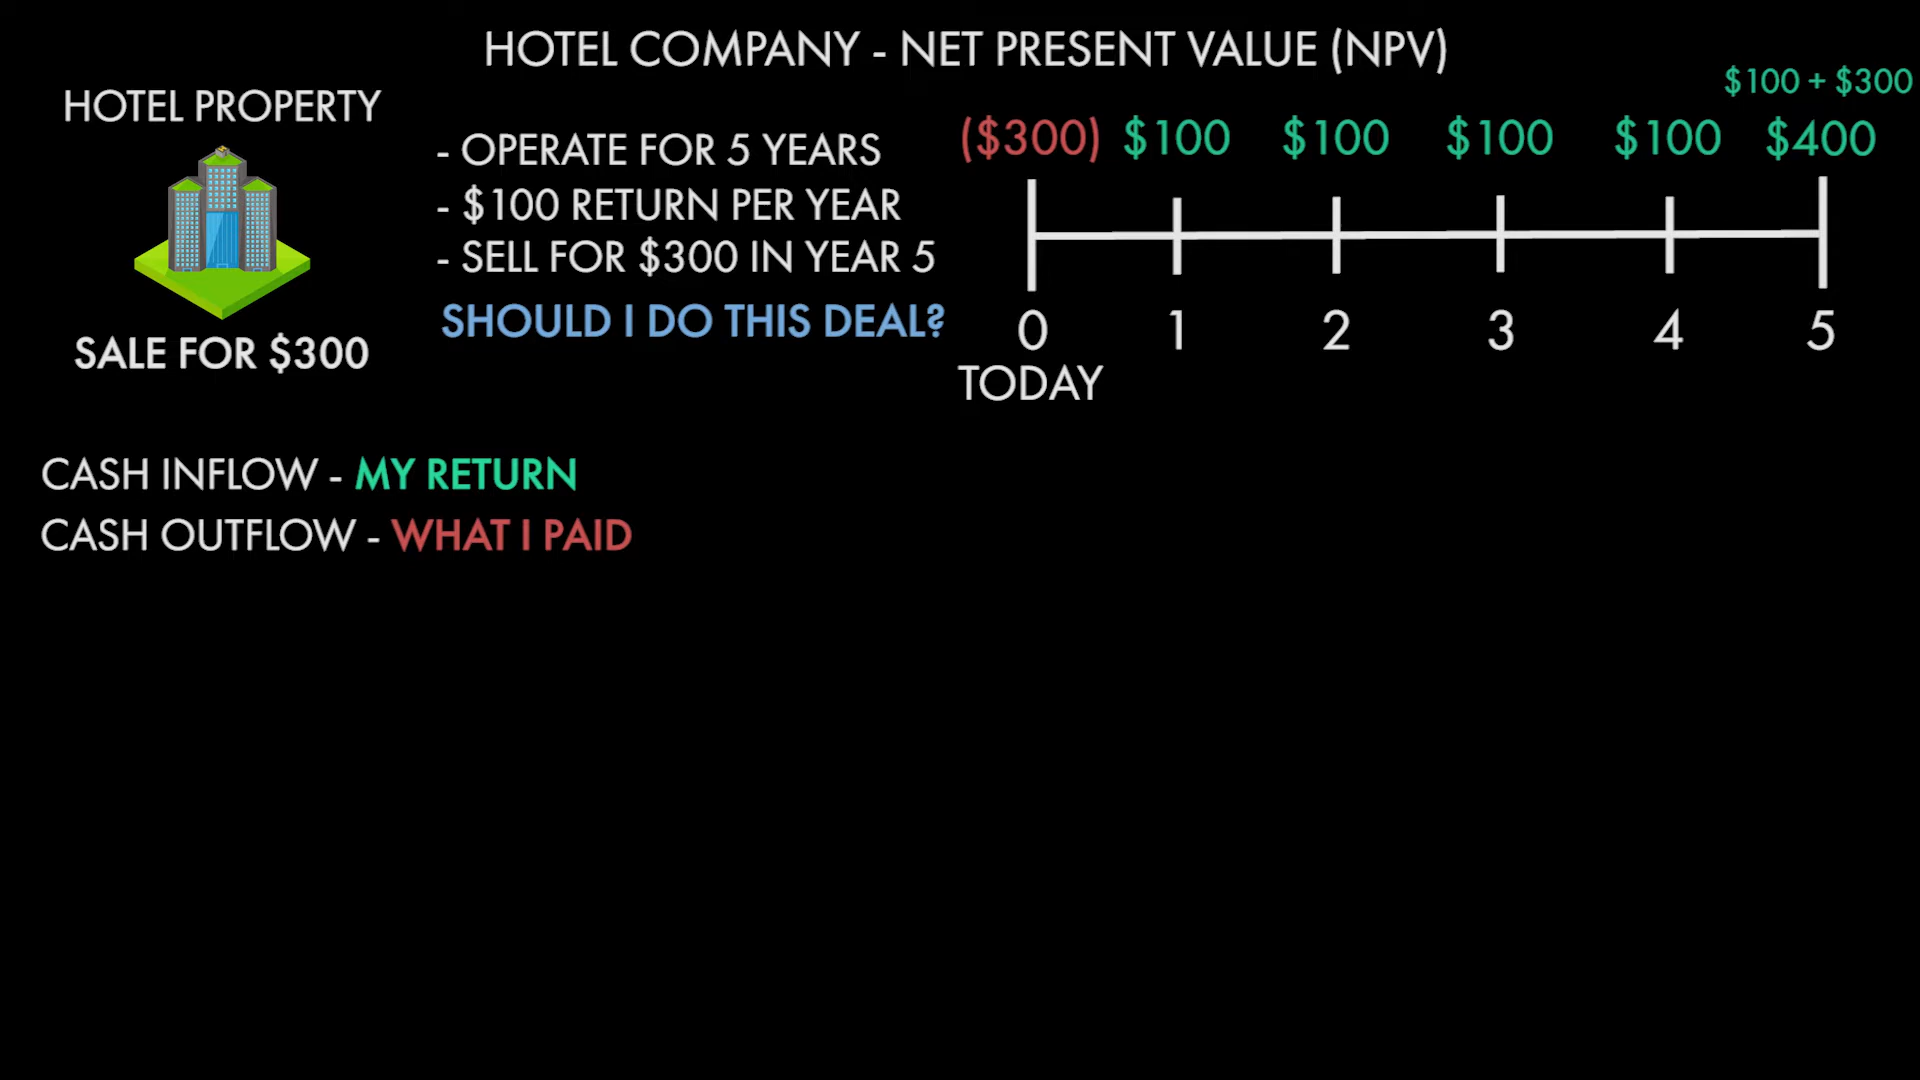 HOTEL COMPANY - NET PRESENT VALUE (NPV)
HOTEL PROPERTY
SALE FOR $300
- OPERATE FOR 5 YEARS
- $100 RETURN PER YEAR
- SELL FOR $300 IN YEAR 5
SHOULD I DO THIS DEAL?
$100 + $300
($300) $100 $100 $100 $100 $400
0 1 2 3 4 5
TODAY
CASH INFLOW - MY RETURN
CASH OUTFLOW - WHAT I PAID